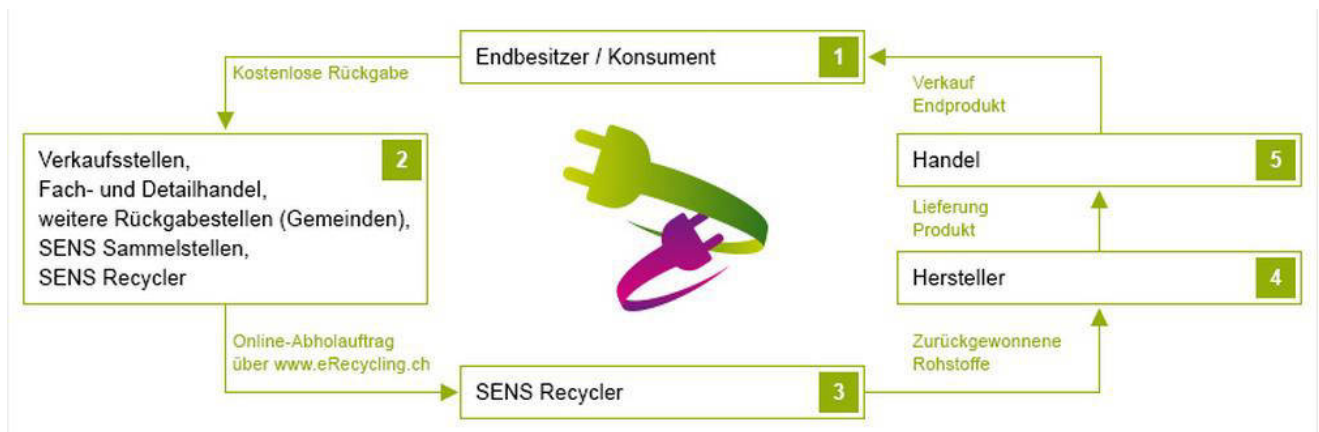 Endbesitzer / Konsument
1
Kostenlose Rückgabe
Verkaufsstellen,
Fach- und Detailhandel,
weitere Rückgabestellen (Gemeinden),
SENS Sammelstellen,
SENS Recycler
2
Online-Abholauftrag
über www.eRecycling.ch
SENS Recycler
3
Zurückgewonnene
Rohstoffe
Hersteller
4
Lieferung
Produkt
Handel
5
Verkauf
Endprodukt